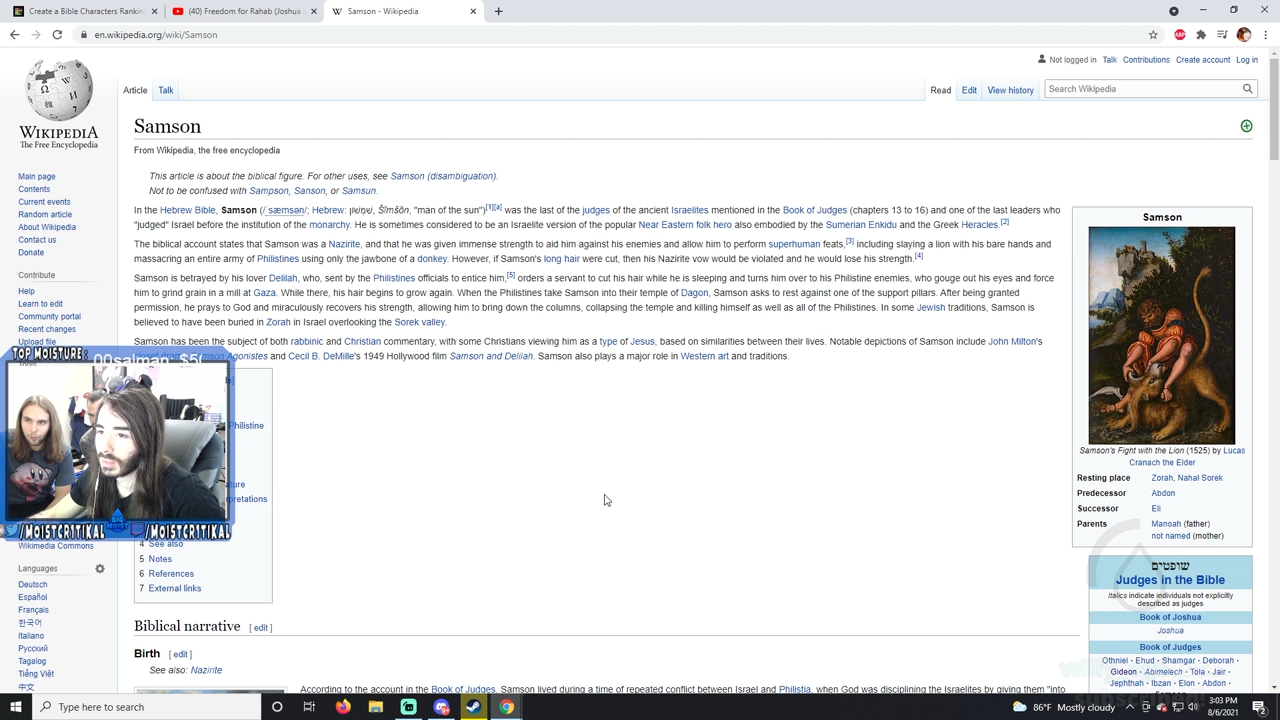 Create a Bible Characters Ranking
(40) Freedom for Rahab (Joshua
Samson - Wikipedia
en.wikipedia.org/wiki/Samson
ABP
Not logged in Talk Contributions Create account Log in
Article Talk
Read Edit View history
Search Wikipedia
WIKIPEDIA
The Free Encyclopedia
Main page
Contents
Current events
Random article
About Wikipedia
Contact us
Donate
Contribute
Help
Learn to edit
Community portal
Recent changes
Upload file
Samson
From Wikipedia, the free encyclopedia
This article is about the biblical figure. For other uses, see Samson (disambiguation).
Not to be confused with Sampson, Sanson, or Samsun.
In the Hebrew Bible, Samson (/ˈsæmsən/; Hebrew: שִׁמְשׁוֹן, Šīmšōn, "man of the sun")[1][a] was the last of the judges of the ancient Israelites mentioned in the Book of Judges (chapters 13 to 16) and one of the last leaders who
"judged" Israel before the institution of the monarchy. He is sometimes considered to be an Israelite version of the popular Near Eastern folk hero also embodied by the Sumerian Enkidu and the Greek Heracles.[2]
The biblical account states that Samson was a Nazirite, and that he was given immense strength to aid him against his enemies and allow him to perform superhuman feats,[3] including slaying a lion with his bare hands and
massacring an entire army of Philistines using only the jawbone of a donkey. However, if Samson's long hair were cut, then his Nazirite vow would be violated and he would lose his strength.[4]
Samson is betrayed by his lover Delilah, who, sent by the Philistines officials to entice him,[5] orders a servant to cut his hair while he is sleeping and turns him over to his Philistine enemies, who gouge out his eyes and force
him to grind grain in a mill at Gaza. While there, his hair begins to grow again. When the Philistines take Samson into their temple of Dagon, Samson asks to rest against one of the support pillars. After being granted
permission, he prays to God and miraculously recovers his strength, allowing him to bring down the columns, collapsing the temple and killing himself as well as all of the Philistines. In some Jewish traditions, Samson is
believed to have been buried in Zorah in Israel overlooking the Sorek valley.
Samson has been the subject of both rabbinic and Christian commentary, with some Christians viewing him as a type of Jesus, based on similarities between their lives. Notable depictions of Samson include John Milton's
Agonistes and Cecil B. DeMille's 1949 Hollywood film Samson and Delilah. Samson also plays a major role in Western art and traditions.
TOP MOISTURE:
00salman
Philistine
BIG MOIST
/MOISTCRITIKAL /MOISTCRITIKAL
4 See also
5 Notes
6 References
7 External links
Wikimedia Commons
Languages
Deutsch
Español
Français
한국어
Italiano
Русский
Tagalog
Tiếng Việt
中文
Biblical narrative [ edit ]
Birth [ edit ]
See also: Nazirite
According to the account in the Book of Judges, Samson lived during a time of repeated conflict between Israel and Philistia, when God was disciplining the Israelites by giving them "into
Samson
Samson's Fight with the Lion (1525) by Lucas
Cranach the Elder
Resting place Zorah, Nahal Sorek
Predecessor Abdon
Successor Eli
Parents Manoah (father)
not named (mother)
שופטים
Judges in the Bible
Italics indicate individuals not explicitly
described as judges
Book of Joshua
Joshua
Book of Judges
Othniel · Ehud · Shamgar · Deborah ·
Gideon · Abimelech · Tola · Jair ·
Jephthah · Ibzan · Elon · Abdon ·
Samson
Type here to search
86°F Mostly cloudy
3:03 PM
8/6/2021
2